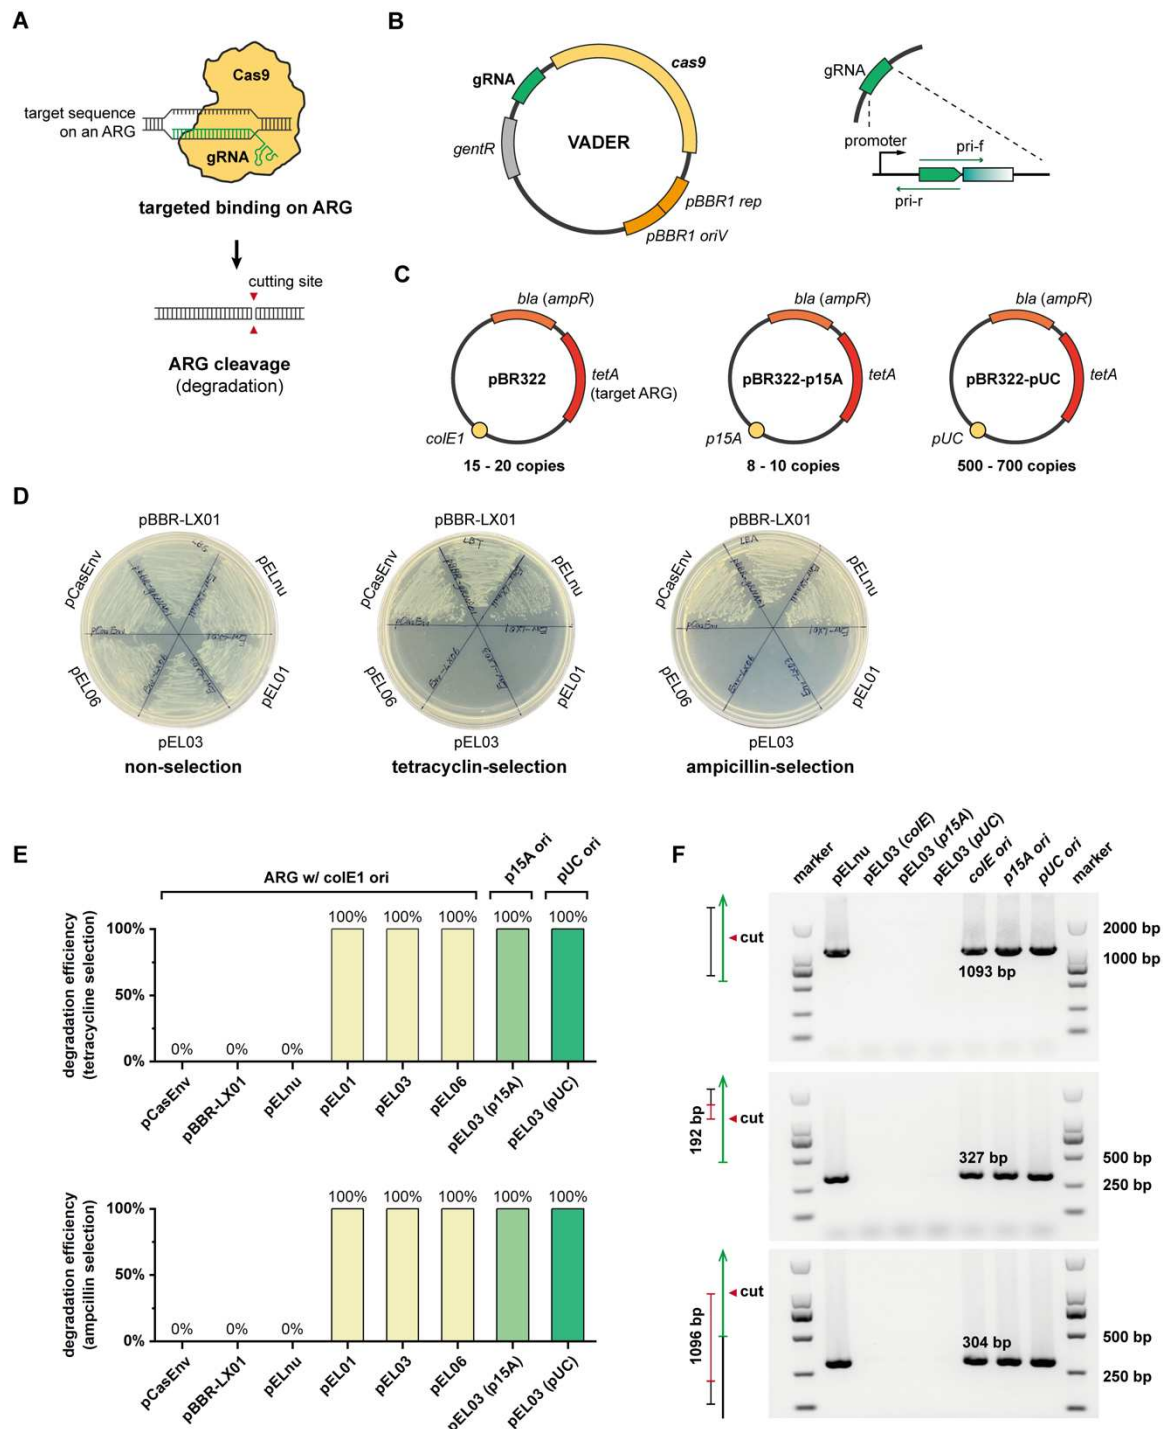 A
Cas9
target sequence
on an ARG
gRNA
targeted binding on ARG
cutting site
ARG cleavage
(degradation)
B
gRNA
cas9
gentR
VADER
pBBR1 rep
pBBR1 oriV
gRNA
promoter
pri-f
pri-r
C
bla (ampR)
pBR322
tetA
(target ARG)
colE1
15 - 20 copies
bla (ampR)
pBR322-p15A
tetA
p15A
8 - 10 copies
bla (ampR)
pBR322-pUC
tetA
pUC
500 - 700 copies
D
pBBR-LX01
pCasEnv
pELnu
pEL06
pEL01
pEL03
non-selection
pBBR-LX01
pCasEnv
pELnu
pEL06
pEL01
pEL03
tetracyclin-selection
pBBR-LX01
pCasEnv
pELnu
pEL06
pEL01
pEL03
ampicillin-selection
E
ARG w/ colE1 ori
p15A ori
pUC ori
degradation efficiency
(tetracycline selection)
100%
50%
0%
0%
0%
0%
100%
100%
100%
100%
100%
pCasEnv
pBBR-LX01
pELnu
pEL01
pEL03
pEL06
pEL03 (p15A)
pEL03 (pUC)
degradation efficiency
(ampcillin selection)
100%
50%
0%
0%
0%
0%
100%
100%
100%
100%
100%
pCasEnv
pBBR-LX01
pELnu
pEL01
pEL03
pEL06
pEL03 (p15A)
pEL03 (pUC)
F
marker
pELnu
pEL03 (colE)
pEL03 (p15A)
pEL03 (pUC)
colE ori
p15A ori
pUC ori
marker
cut
1093 bp
2000 bp
1000 bp
192 bp
cut
327 bp
500 bp
250 bp
1096 bp
cut
304 bp
500 bp
250 bp